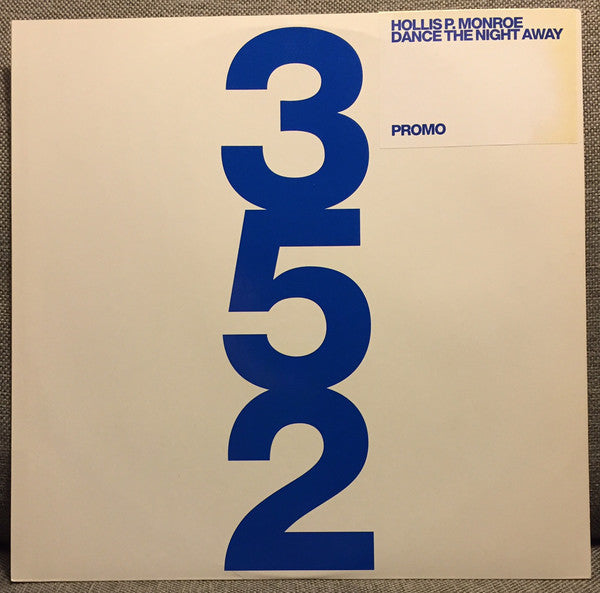 HOLLIS P. MONROE
DANCE THE NIGHT AWAY
PROMO
3
5
2